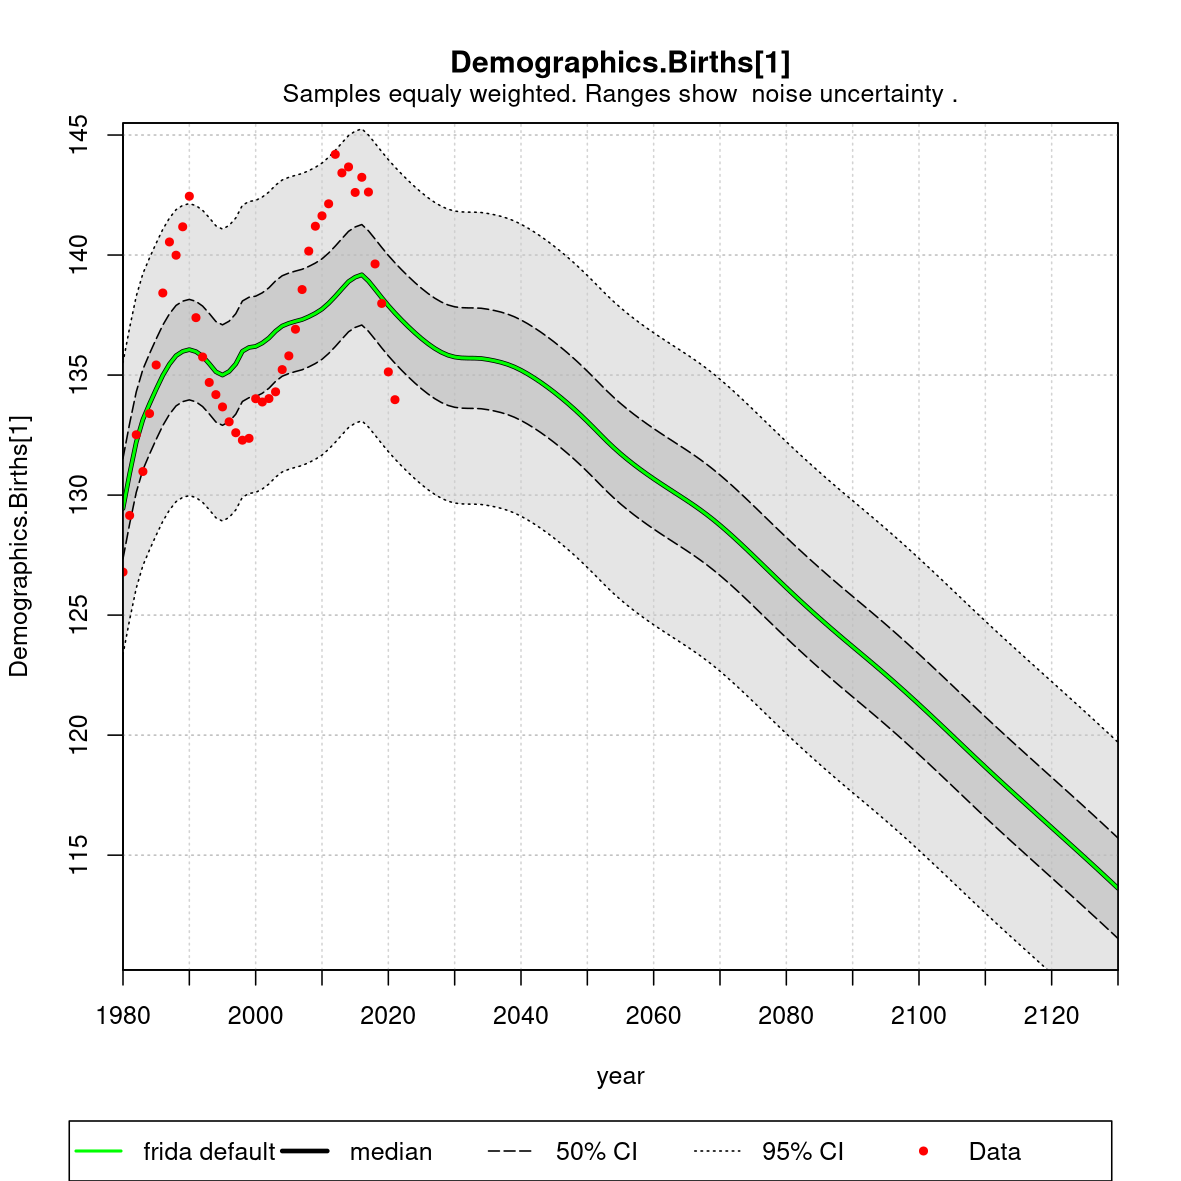 Demographics.Births[1]
Samples equaly weighted. Ranges show  noise uncertainty .
Demographics.Births[1]
145
140
135
130
125
120
115
1980 2000 2020 2040 2060 2080 2100 2120
year
frida default median 50% CI 95% CI Data